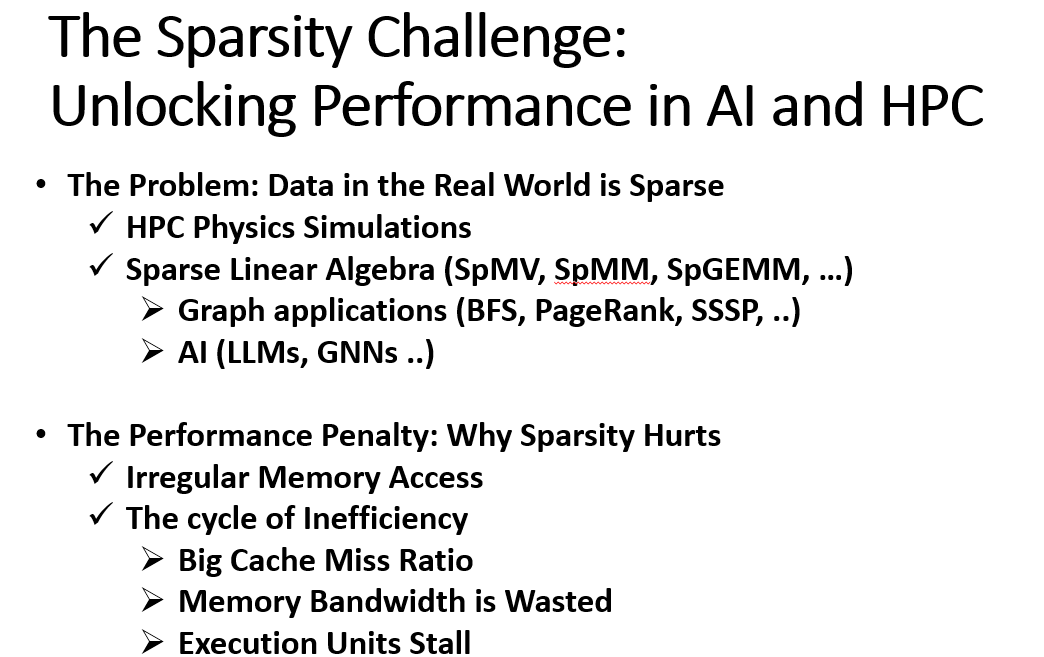 The Sparsity Challenge:
Unlocking Performance in AI and HPC
• The Problem: Data in the Real World is Sparse
✓ HPC Physics Simulations
✓ Sparse Linear Algebra (SpMV, SpMM, SpGEMM, …)
➢ Graph applications (BFS, PageRank, SSSP, ..)
➢ AI (LLMs, GNNs ..)
• The Performance Penalty: Why Sparsity Hurts
✓ Irregular Memory Access
✓ The cycle of Inefficiency
➢ Big Cache Miss Ratio
➢ Memory Bandwidth is Wasted
➢ Execution Units Stall